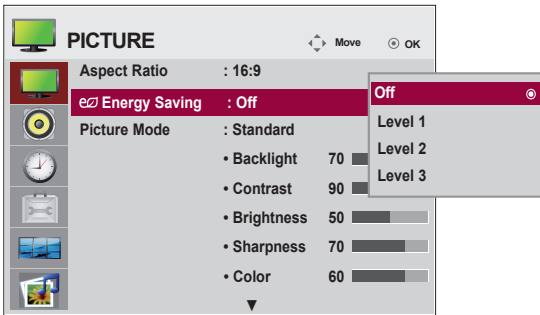 PICTURE Move OK
Aspect Ratio : 16:9
Energy Saving : Off
Picture Mode : Standard
• Backlight 70
• Contrast 90
• Brightness 50
• Sharpness 70
• Color 60
Off
Level 1
Level 2
Level 3